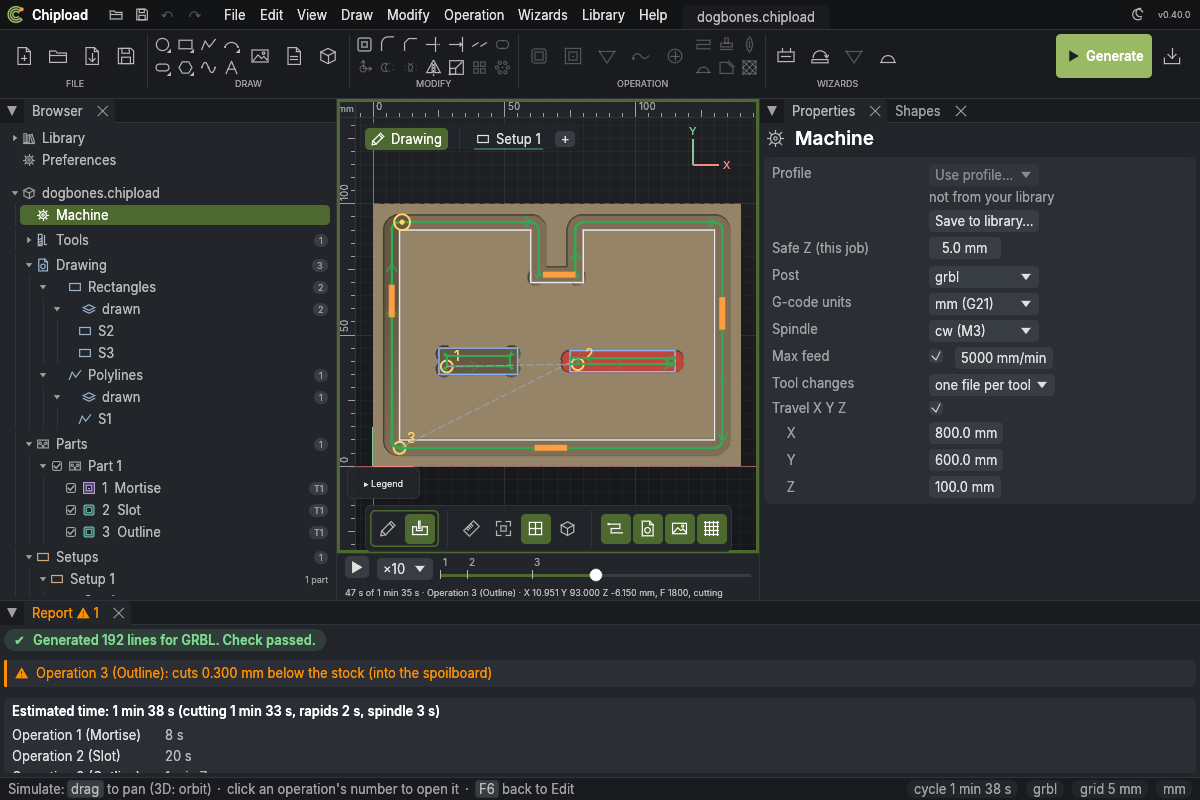 Chipload
File Edit View Draw Modify Operation Wizards Library Help
dogbones.chipload
v0.40.0
FILE
DRAW
MODIFY
OPERATION
WIZARDS
Generate
Browser
Library
Preferences
dogbones.chipload
Machine
Tools 1
Drawing 3
Rectangles 2
drawn 2
S2
S3
Polylines 1
drawn 1
S1
Parts 1
Part 1
1 Mortise T1
2 Slot T1
3 Outline T1
Setups 1
Setup 1 1 part
mm 0 50 100
Drawing
Setup 1
+
Y
X
100
50
0
1
2
3
Legend
×10
1 2 3
47 s of 1 min 35 s · Operation 3 (Outline) · X 10.951 Y 93.000 Z -6.150 mm, F 1800, cutting
Properties
Shapes
Machine
Profile Use profile...
not from your library
Save to library...
Safe Z (this job) 5.0 mm
Post grbl
G-code units mm (G21)
Spindle cw (M3)
Max feed 5000 mm/min
Tool changes one file per tool
Travel X Y Z
X 800.0 mm
Y 600.0 mm
Z 100.0 mm
Report 1
✔ Generated 192 lines for GRBL. Check passed.
Operation 3 (Outline): cuts 0.300 mm below the stock (into the spoilboard)
Estimated time: 1 min 38 s (cutting 1 min 33 s, rapids 2 s, spindle 3 s)
Operation 1 (Mortise) 8 s
Operation 2 (Slot) 20 s
Simulate: drag to pan (3D: orbit) · click an operation's number to open it · F6 back to Edit
cycle 1 min 38 s grbl grid 5 mm mm